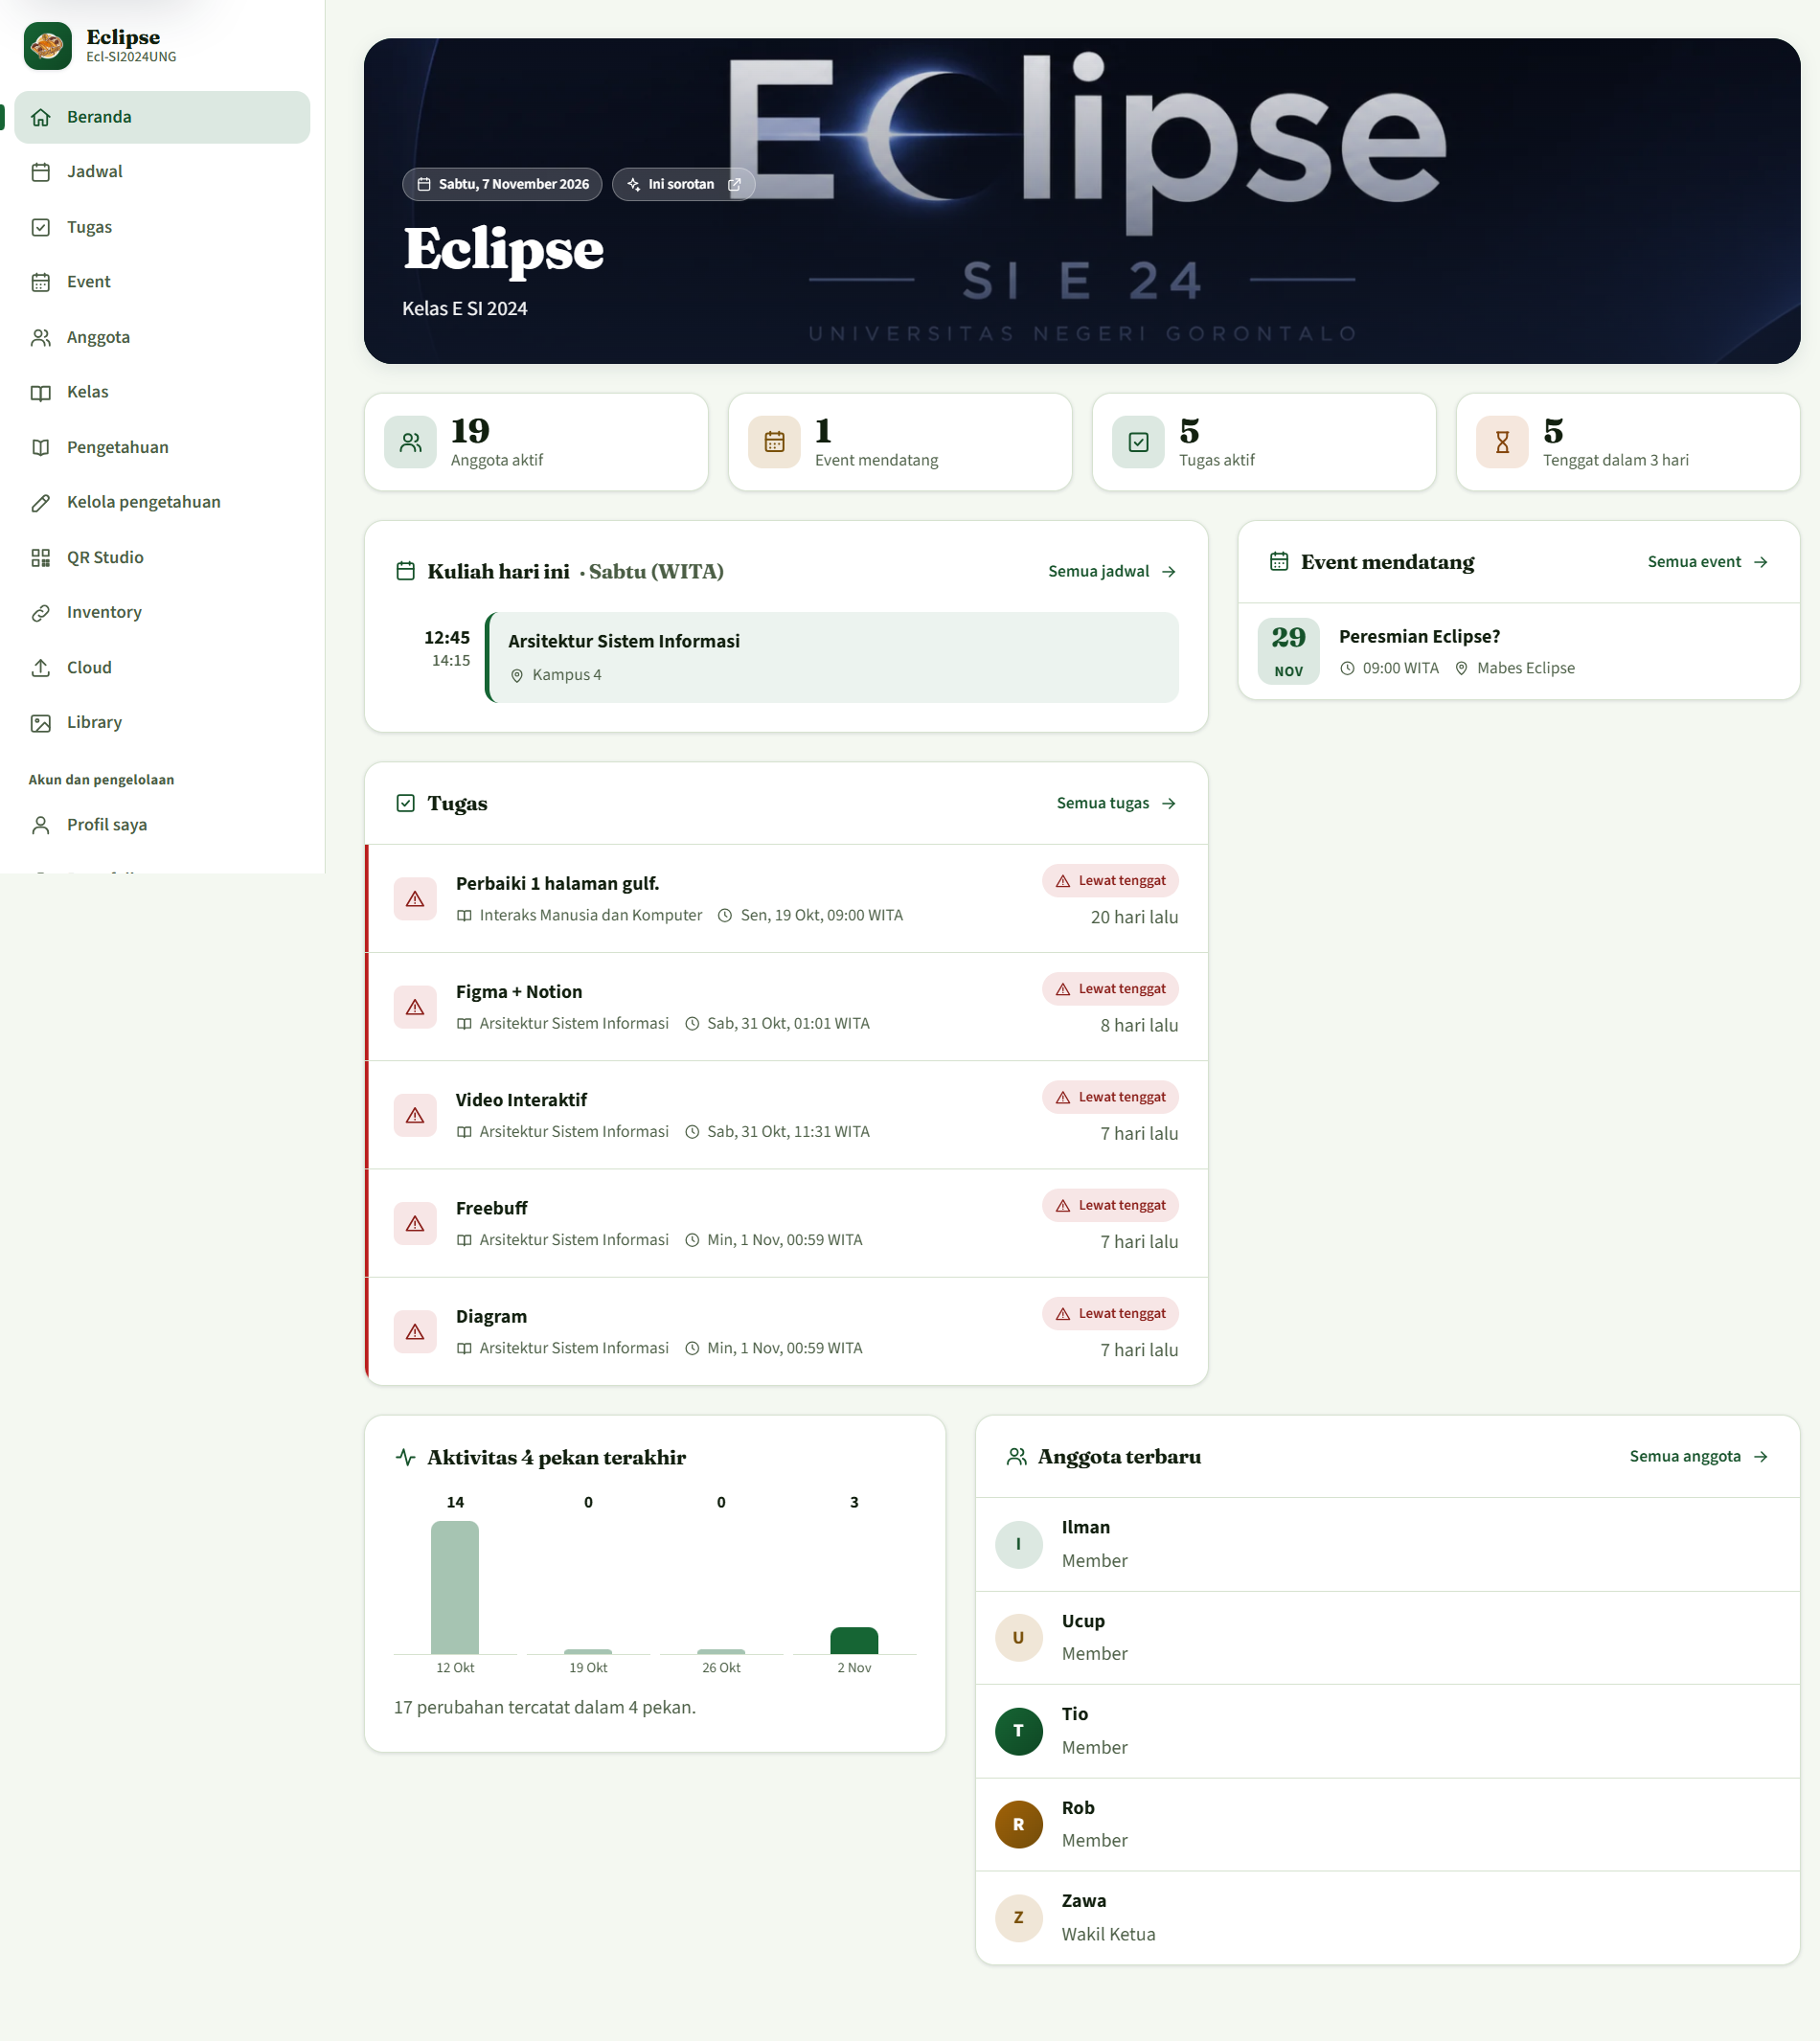 Eclipse
Ecl-SI2024UNG
Beranda
Jadwal
Tugas
Event
Anggota
Kelas
Pengetahuan
Kelola pengetahuan
QR Studio
Inventory
Cloud
Library
Akun dan pengelolaan
Profil saya
Eclipse
SI E 24
UNIVERSITAS NEGERI GORONTALO
Sabtu, 7 November 2026
Ini sorotan
Eclipse
Kelas E SI 2024
19
Anggota aktif
1
Event mendatang
5
Tugas aktif
5
Tenggat dalam 3 hari
Kuliah hari ini · Sabtu (WITA)
Semua jadwal
12:45
14:15
Arsitektur Sistem Informasi
Kampus 4
Event mendatang
Semua event
29
NOV
Peresmian Eclipse?
09:00 WITA Mabes Eclipse
Tugas
Semua tugas
Perbaiki 1 halaman gulf.
Interaks Manusia dan Komputer Sen, 19 Okt, 09:00 WITA
Lewat tenggat
20 hari lalu
Figma + Notion
Arsitektur Sistem Informasi Sab, 31 Okt, 01:01 WITA
Lewat tenggat
8 hari lalu
Video Interaktif
Arsitektur Sistem Informasi Sab, 31 Okt, 11:31 WITA
Lewat tenggat
7 hari lalu
Freebuff
Arsitektur Sistem Informasi Min, 1 Nov, 00:59 WITA
Lewat tenggat
7 hari lalu
Diagram
Arsitektur Sistem Informasi Min, 1 Nov, 00:59 WITA
Lewat tenggat
7 hari lalu
Aktivitas 4 pekan terakhir
14 0 0 3
12 Okt 19 Okt 26 Okt 2 Nov
17 perubahan tercatat dalam 4 pekan.
Anggota terbaru
Semua anggota
I
Ilman
Member
U
Ucup
Member
T
Tio
Member
R
Rob
Member
Z
Zawa
Wakil Ketua